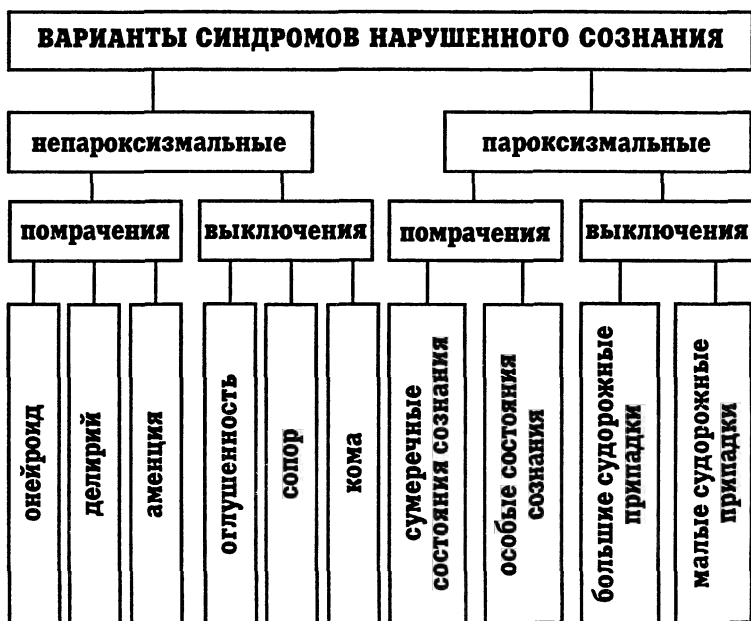 ВАРИАНТЫ СИНДРОМОВ НАРУШЕННОГО СОЗНАНИЯ
непароксизмальные
пароксизмальные
помрачения
выключения
помрачения
выключения
онейроид
делирий
аменция
оглушенность
сопор
кома
сумеречные
состояния сознания
особые состояния
сознания
большие судорожные
припадки
малые судорожные
припадки